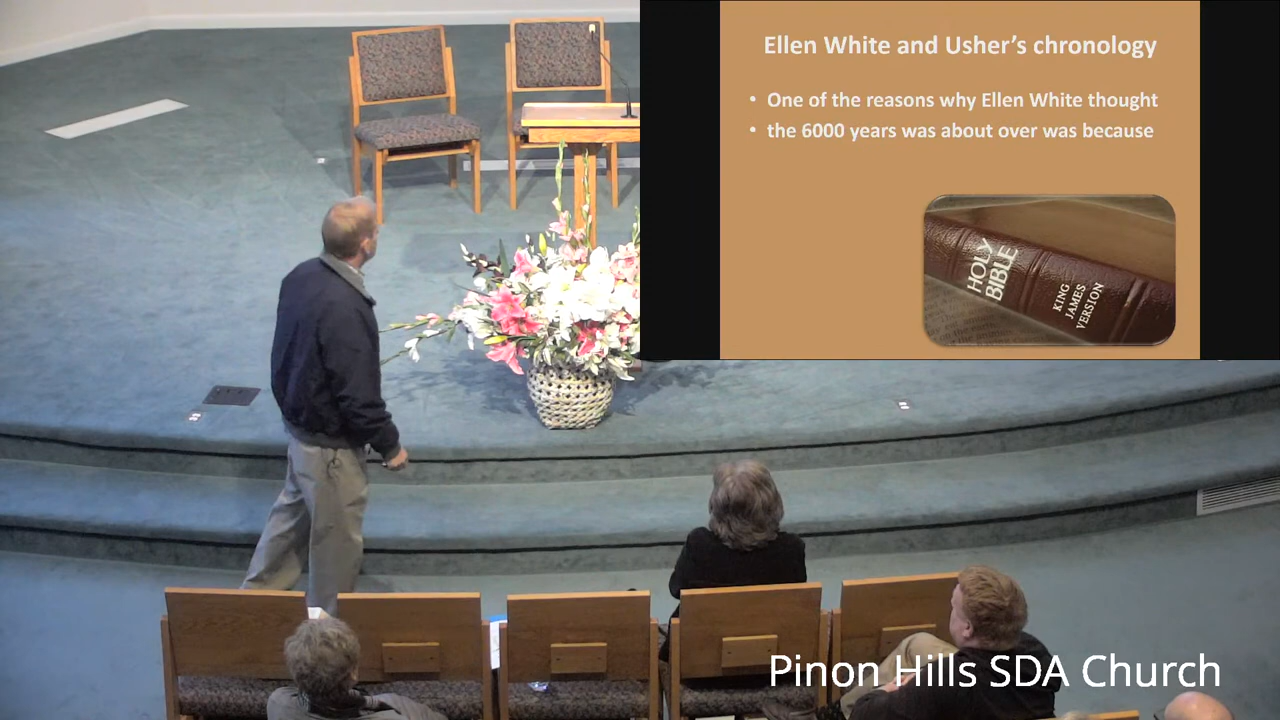 Ellen White and Usher's chronology
• One of the reasons why Ellen White thought
• the 6000 years was about over was because
HOLY
BIBLE
KING
JAMES
VERSION
Pinon Hills SDA Church